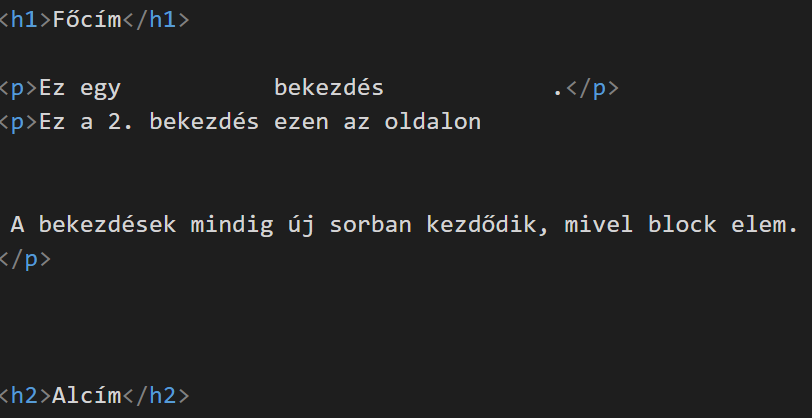 <h1>Főcím</h1>
<p>Ez egy           bekezdés            .</p>
<p>Ez a 2. bekezdés ezen az oldalon
A bekezdések mindig új sorban kezdődik, mivel block elem.
</p>
<h2>Alcím</h2>